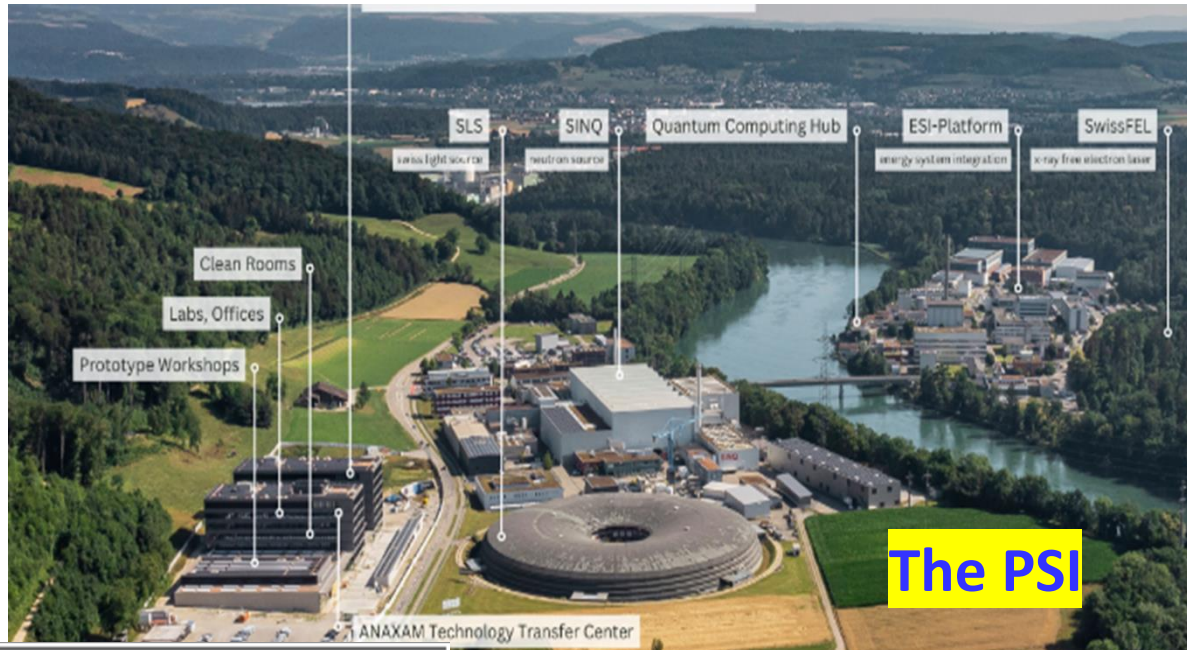 SLS
swiss light source
SINQ
neutron source
Quantum Computing Hub
ESI-Platform
energy system integration
SwissFEL
x-ray free electron laser
Clean Rooms
Labs, Offices
Prototype Workshops
SINQ
The PSI
ANAXAM Technology Transfer Center